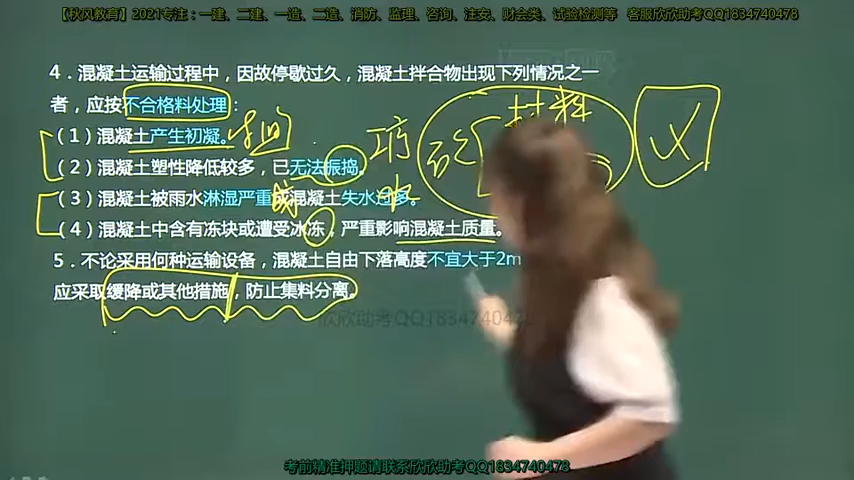 【秋风教育】2021专注：一建、二建、一造、二造、消防、监理、咨询、注安、财会类、试验检测等 客服欣欣助考QQ1834740478
4．混凝土运输过程中，因故停歇过久，混凝土拌合物出现下列情况之一
者，应按不合格料处理：
（1）混凝土产生初凝。时间
（2）混凝土塑性降低较多，已无法振捣。
（3）混凝土被雨水淋湿严重或混凝土失水过多。
（4）混凝土中含有冻块或遭受冰冻，严重影响混凝土质量。
5．不论采用何种运输设备，混凝土自由下落高度不宜大于2m
应采取缓降或其他措施，防止集料分离。
材料
水
欣欣助考QQ1834740478
考前精准押题请联系欣欣助考QQ1834740478